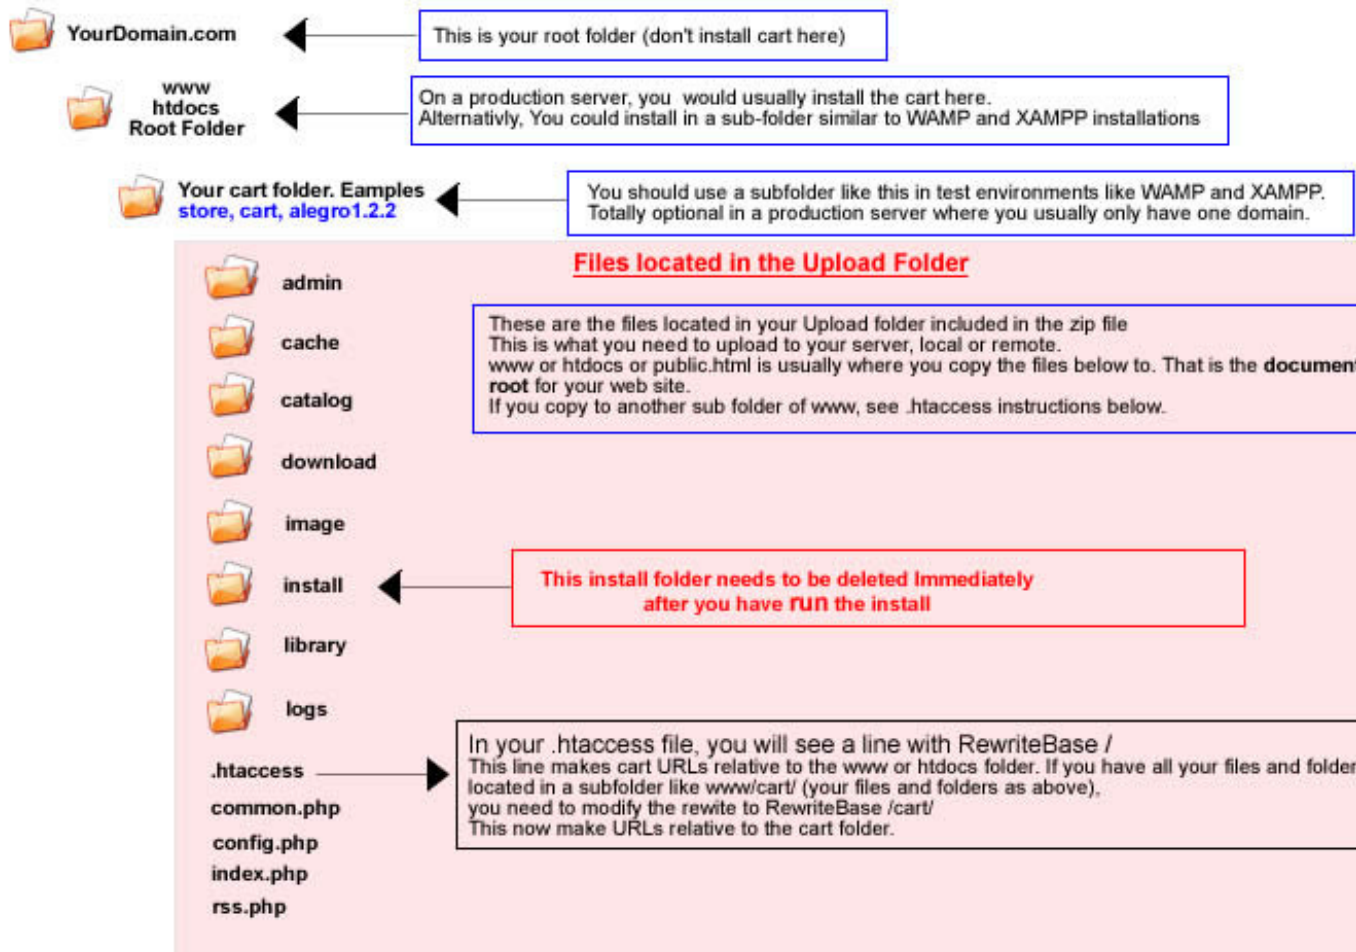 YourDomain.com
This is your root folder (don't install cart here)
www
htdocs
Root Folder
On a production server, you would usually install the cart here.
Alternativly, You could install in a sub-folder similar to WAMP and XAMPP installations
Your cart folder. Eamples
store, cart, alegro1.2.2
You should use a subfolder like this in test environments like WAMP and XAMPP.
Totally optional in a production server where you usually only have one domain.
Files located in the Upload Folder
admin
cache
catalog
These are the files located in your Upload folder included in the zip file
This is what you need to upload to your server, local or remote.
www or htdocs or public.html is usually where you copy the files below to. That is the document
root for your web site.
If you copy to another sub folder of www, see .htaccess instructions below.
download
image
install
This install folder needs to be deleted Immediately
after you have run the install
library
logs
.htaccess
In your .htaccess file, you will see a line with RewriteBase /
This line makes cart URLs relative to the www or htdocs folder. If you have all your files and folder
located in a subfolder like www/cart/ (your files and folders as above),
you need to modify the rewite to RewriteBase /cart/
This now make URLs relative to the cart folder.
common.php
config.php
index.php
rss.php